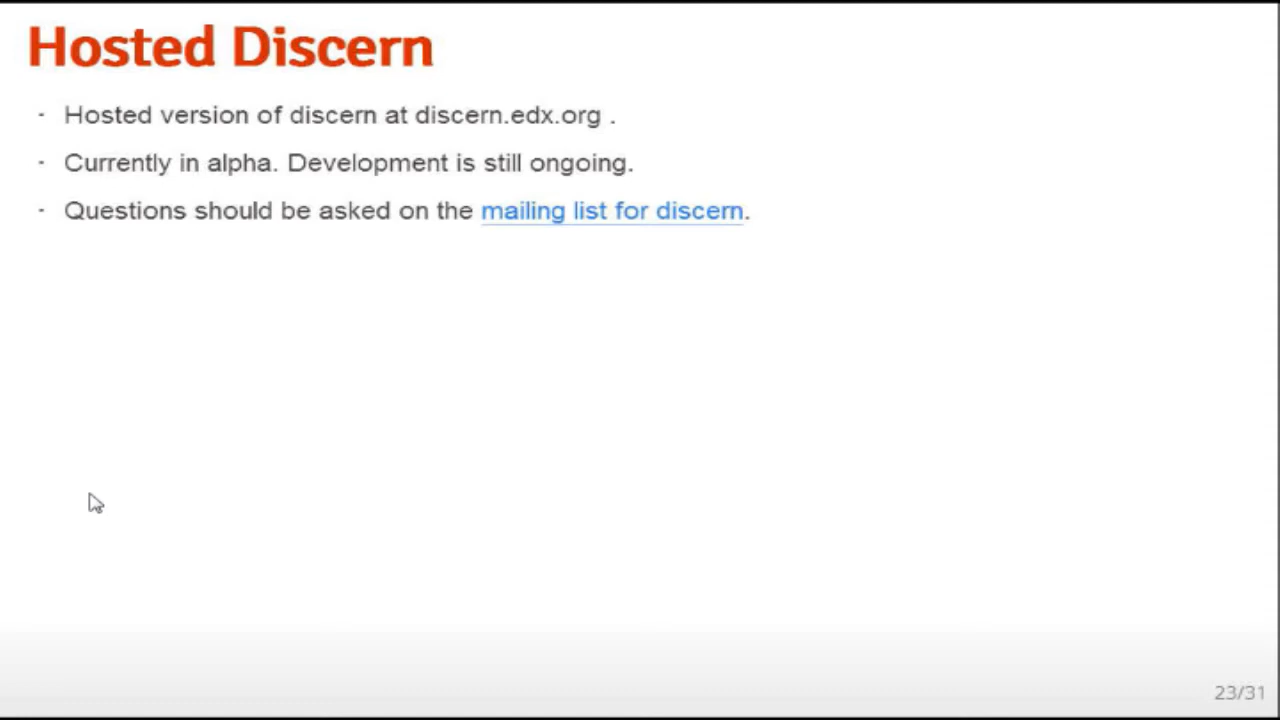 Hosted Discern
- Hosted version of discern at discern.edx.org .
- Currently in alpha. Development is still ongoing.
- Questions should be asked on the mailing list for discern.
23/31